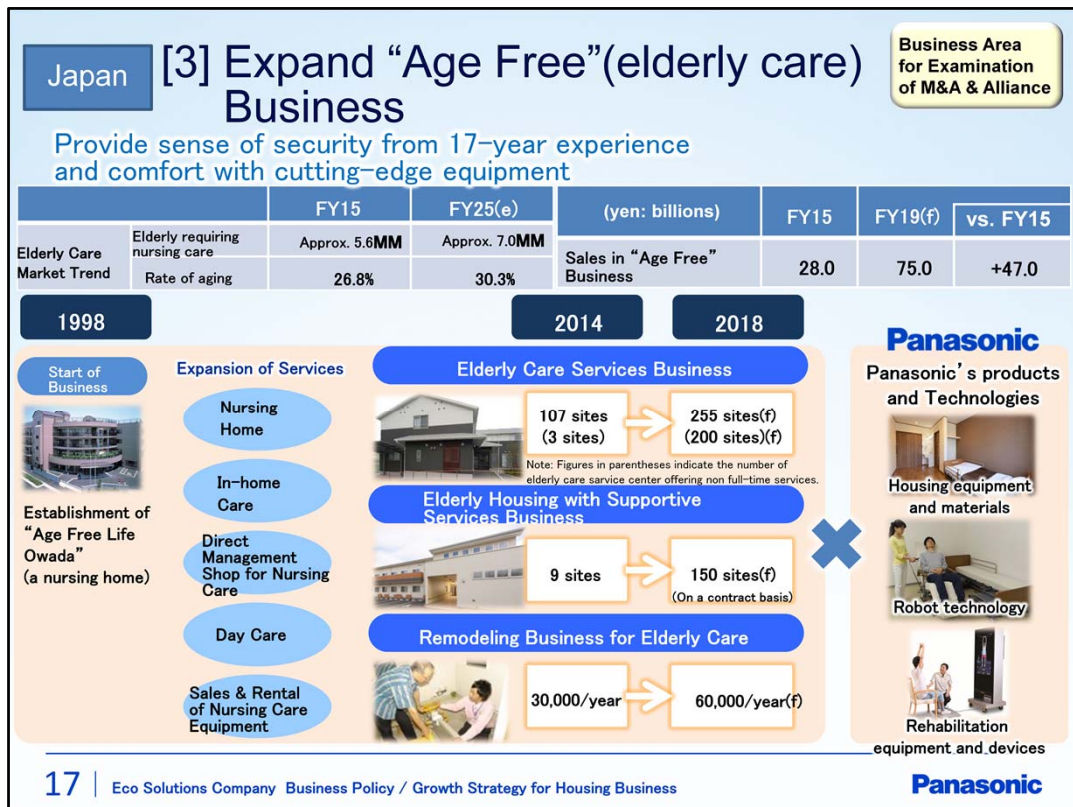 Japan
[3] Expand “Age Free”(elderly care)
Business
Business Area
for Examination
of M&A & Alliance
Provide sense of security from 17-year experience
and comfort with cutting-edge equipment
FY15 FY25(e)
Elderly Care
Market Trend
Elderly requiring
nursing care
Approx. 5.6MM Approx. 7.0MM
Rate of aging 26.8% 30.3%
(yen: billions) FY15 FY19(f) vs. FY15
Sales in “Age Free”
Business
28.0 75.0 +47.0
1998
2014
2018
Start of
Business
Establishment of
“Age Free Life
Owada”
(a nursing home)
Expansion of Services
Nursing
Home
In-home
Care
Direct
Management
Shop for Nursing
Care
Day Care
Sales & Rental
of Nursing Care
Equipment
Elderly Care Services Business
107 sites
(3 sites)
255 sites(f)
(200 sites)(f)
Note: Figures in parentheses indicate the number of
elderly care sarvice center offering non full-time services.
Elderly Housing with Supportive
Services Business
9 sites
150 sites(f)
(On a contract basis)
Remodeling Business for Elderly Care
30,000/year
60,000/year(f)
Panasonic
Panasonic’s products
and Technologies
Housing equipment
and materials
Robot technology
Rehabilitation
equipment and devices
17
Eco Solutions Company Business Policy / Growth Strategy for Housing Business
Panasonic